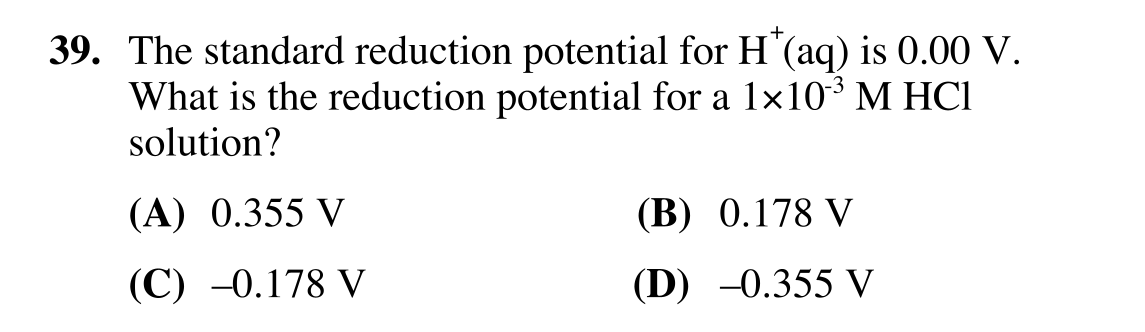 39. The standard reduction potential for H⁺(aq) is 0.00 V.
What is the reduction potential for a 1×10⁻³ M HCl
solution?
(A) 0.355 V (B) 0.178 V
(C) –0.178 V (D) –0.355 V